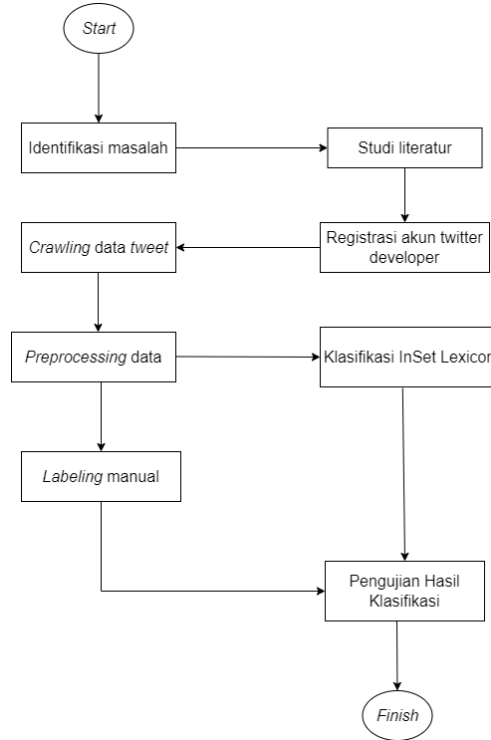 Start
Identifikasi masalah
Studi literatur
Registrasi akun twitter
developer
Crawling data tweet
Preprocessing data
Klasifikasi InSet Lexicon
Labeling manual
Pengujian Hasil
Klasifikasi
Finish